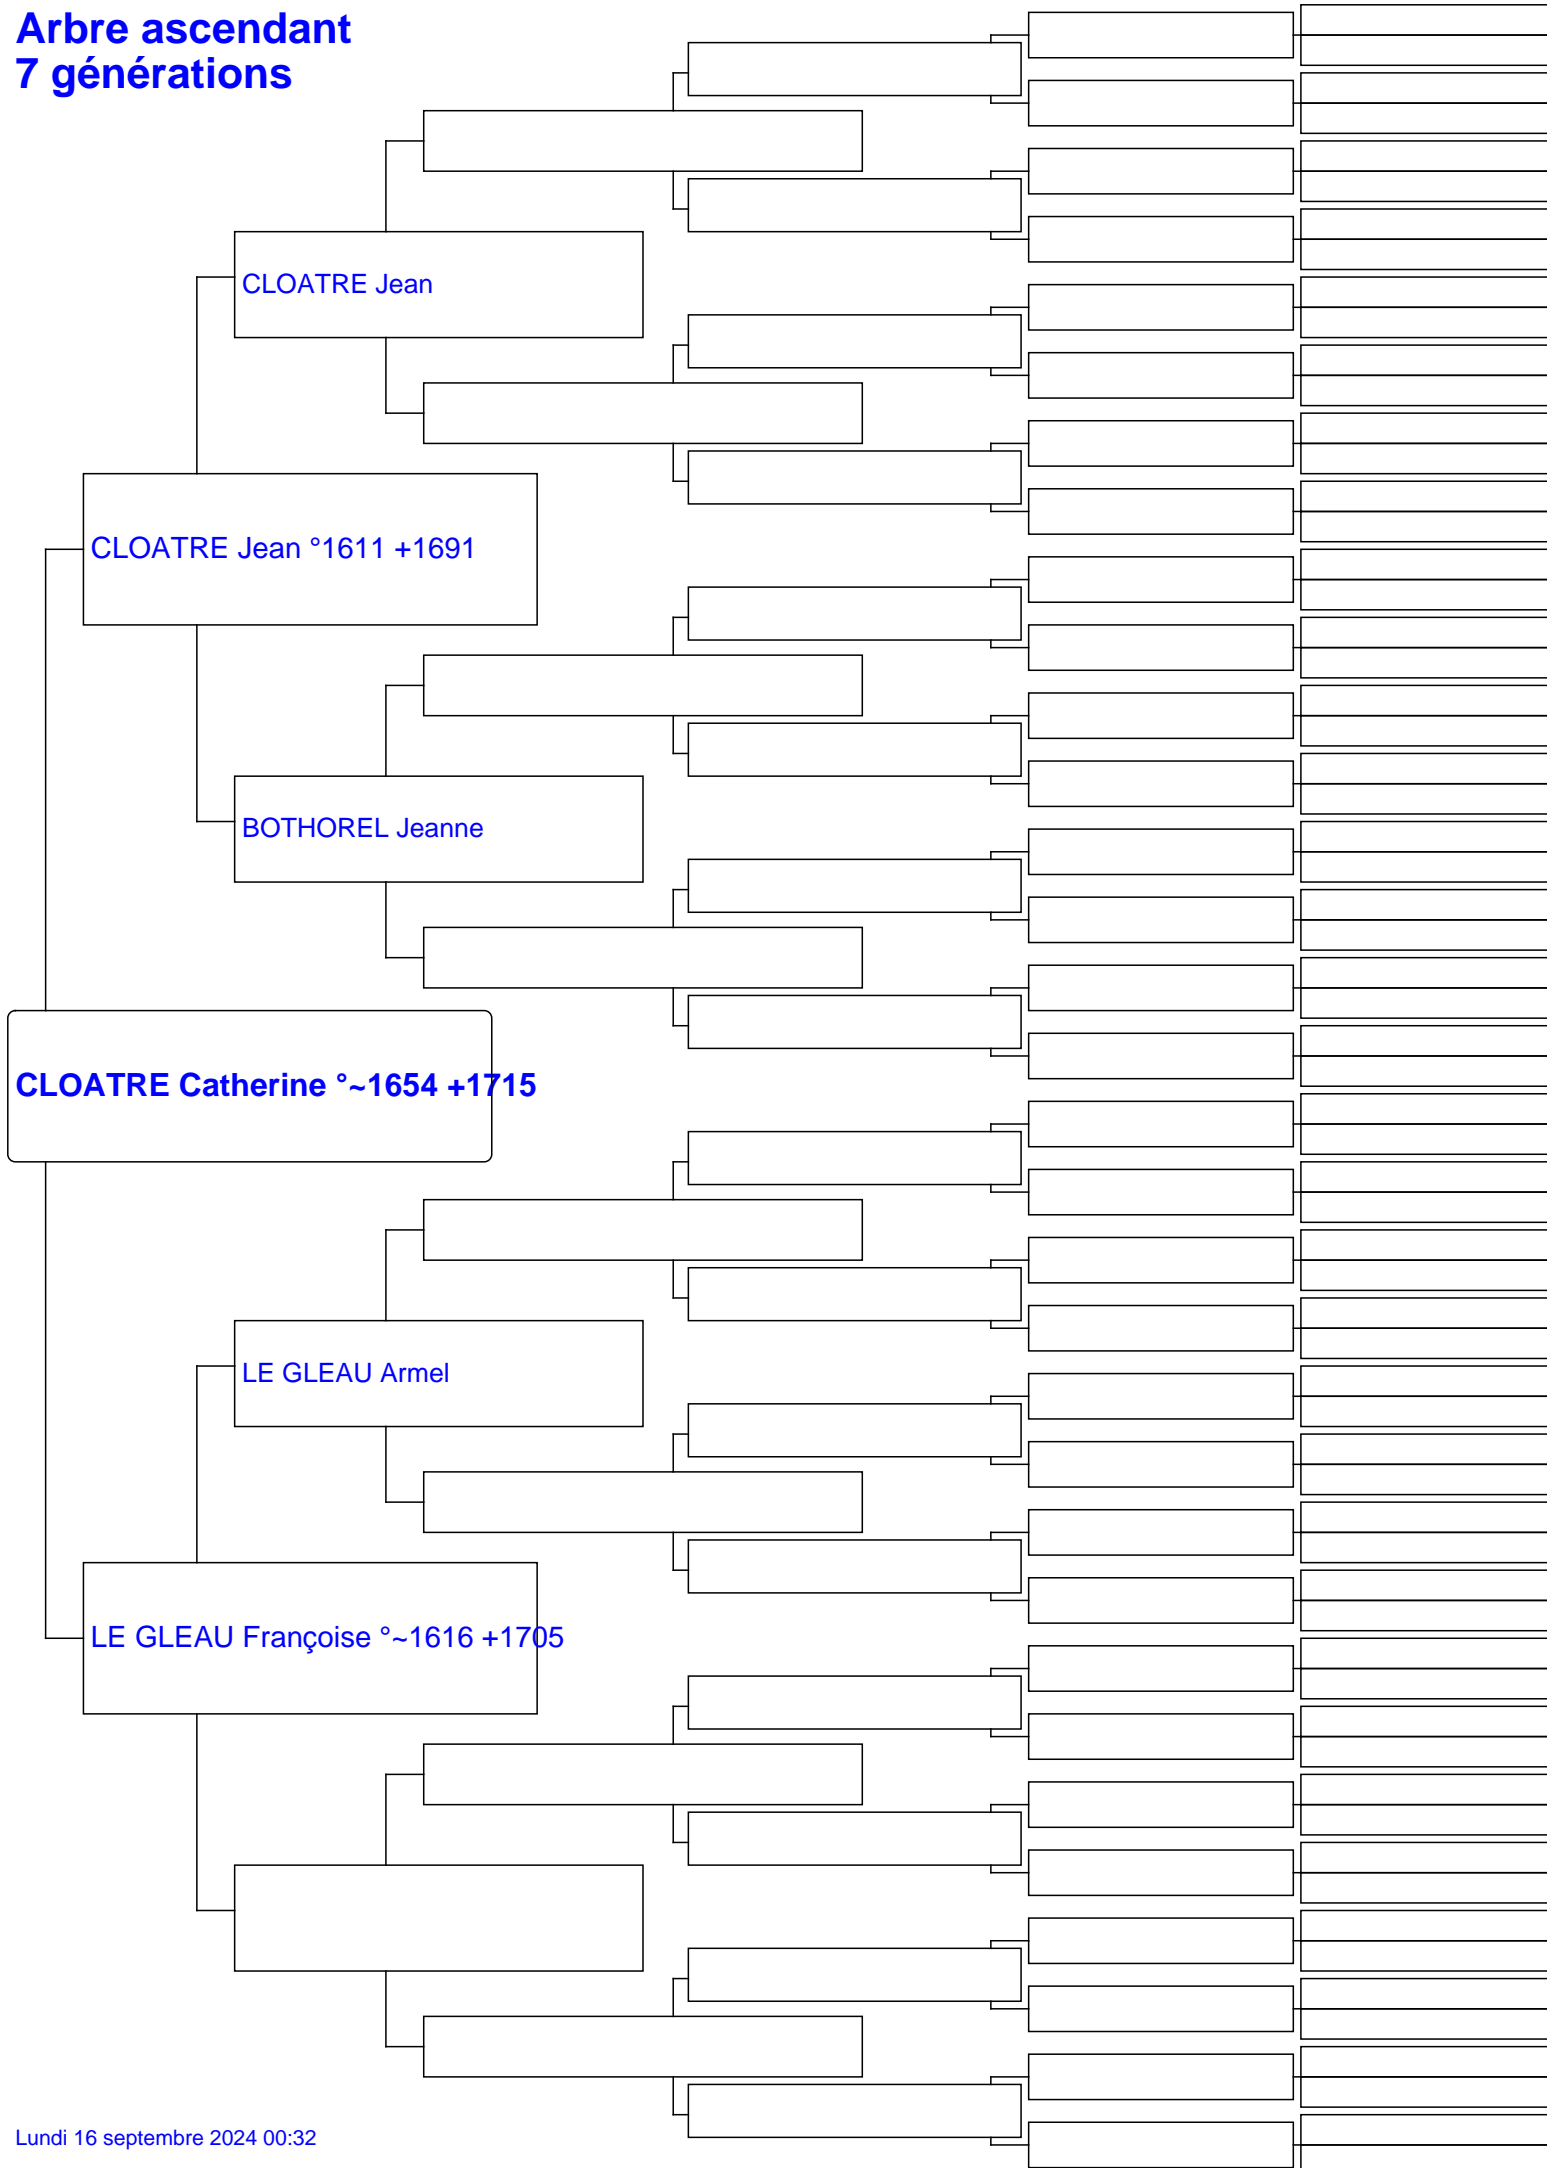 Arbre ascendant
7 générations
CLOATRE Jean
CLOATRE Jean °1611 +1691
BOTHOREL Jeanne
CLOATRE Catherine °~1654 +1715
LE GLEAU Armel
LE GLEAU Françoise °~1616 +1705
Lundi 16 septembre 2024 00:32